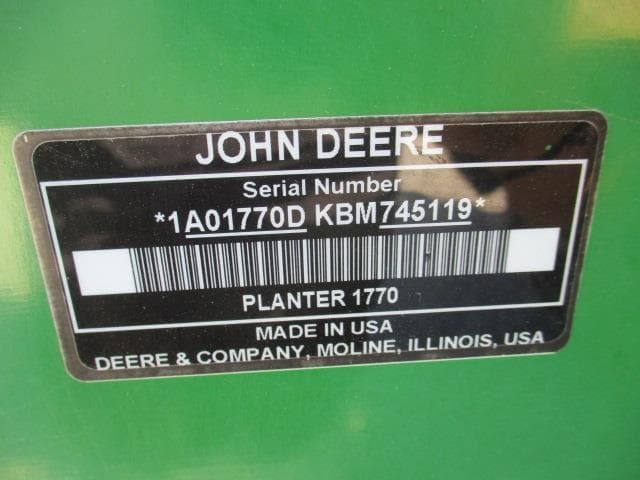 JOHN DEERE
Serial Number
*1A01770D KBM745119*
PLANTER 1770
MADE IN USA
DEERE & COMPANY, MOLINE, ILLINOIS, USA